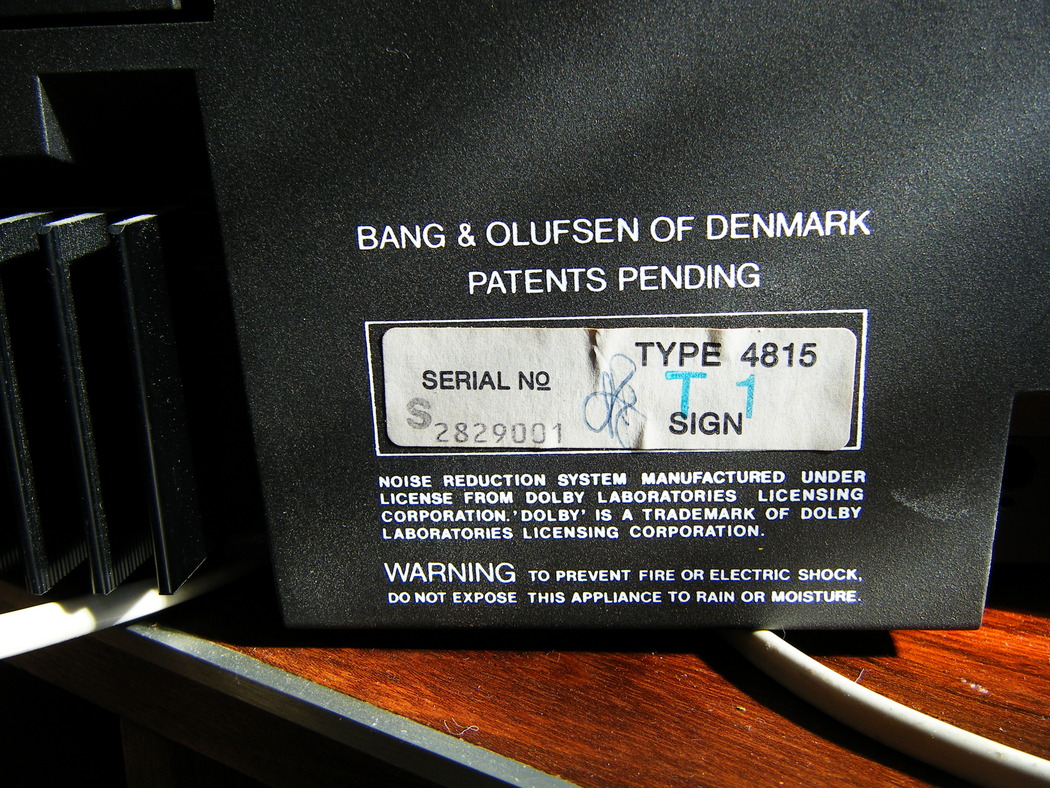 BANG & OLUFSEN OF DENMARK
PATENTS PENDING
TYPE 4815
SERIAL Nº
T 1
SIGN
S 2829001
NOISE REDUCTION SYSTEM MANUFACTURED UNDER
LICENSE FROM DOLBY LABORATORIES LICENSING
CORPORATION.'DOLBY' IS A TRADEMARK OF DOLBY
LABORATORIES LICENSING CORPORATION.
WARNING TO PREVENT FIRE OR ELECTRIC SHOCK,
DO NOT EXPOSE THIS APPLIANCE TO RAIN OR MOISTURE.